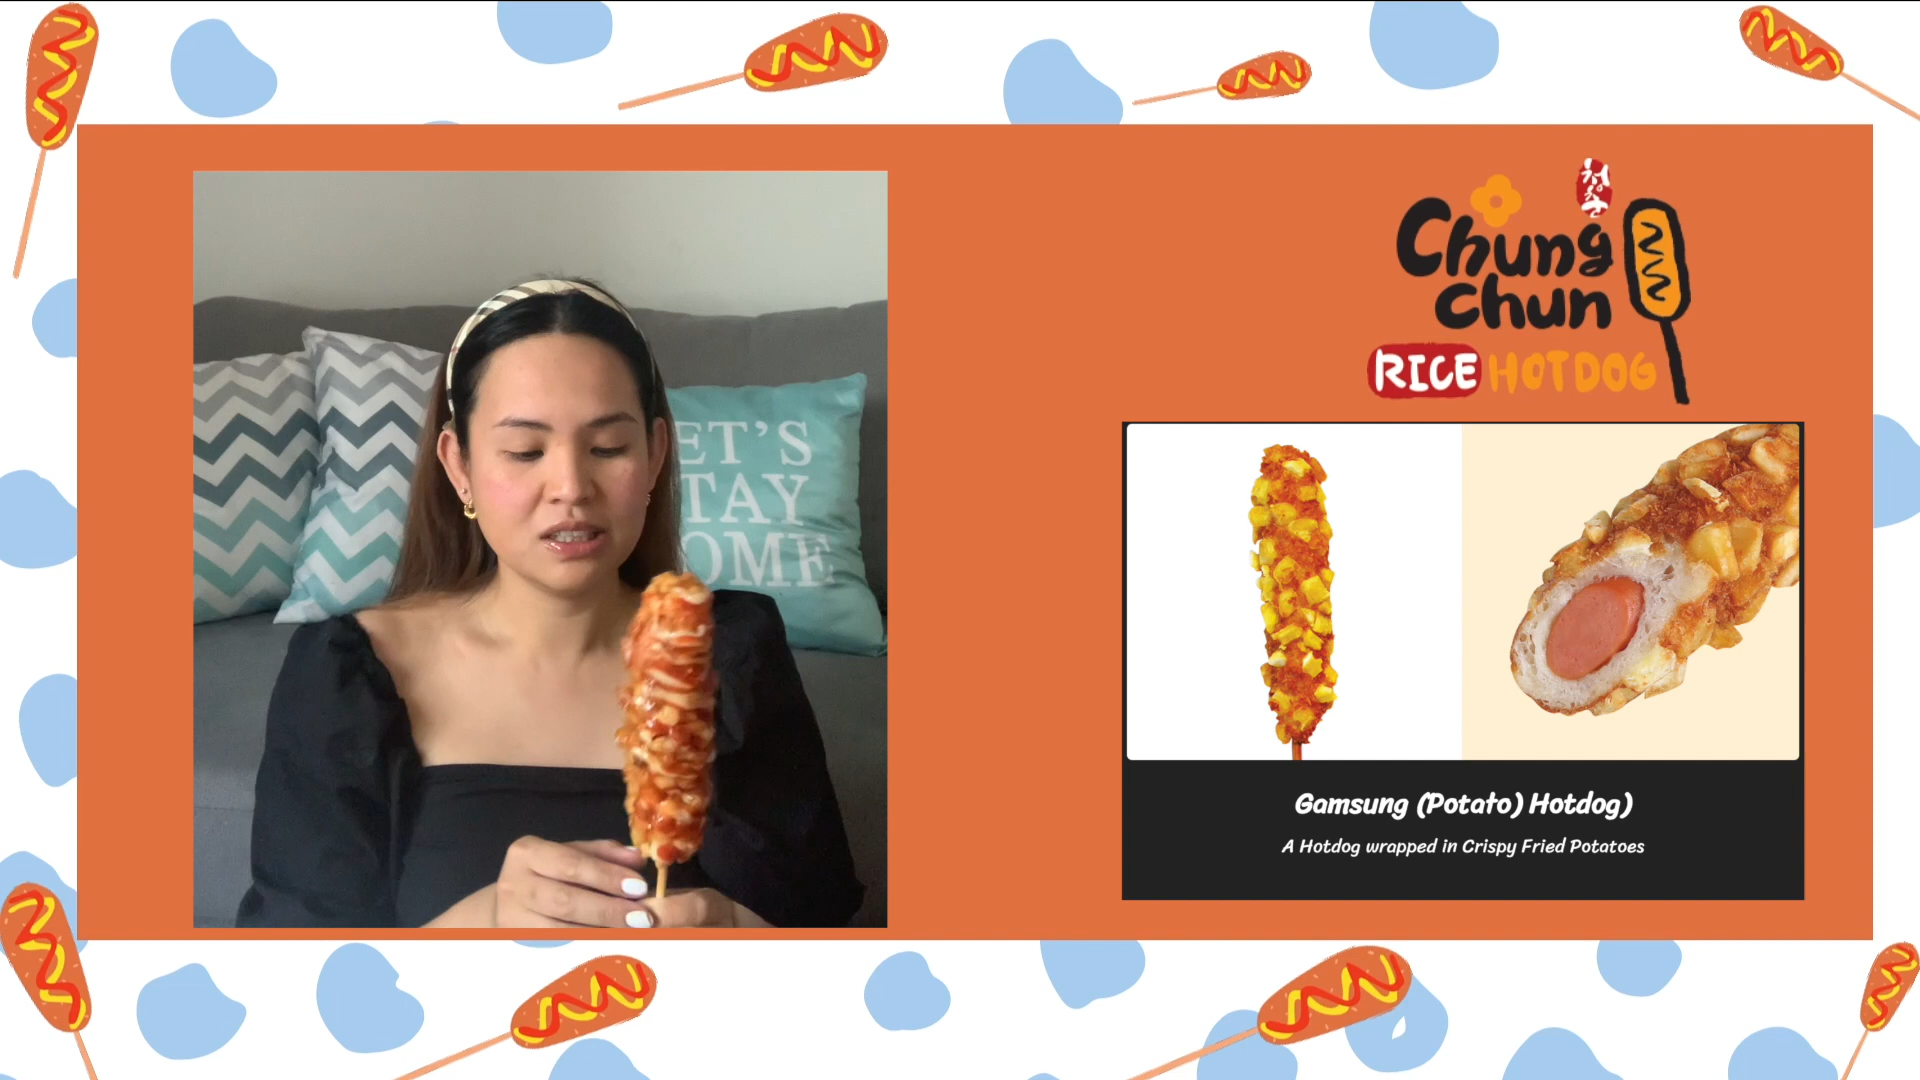 ET'S
TAY
OME
청춘
Chung
chun
RICE HOTDOG
Gamsung (Potato) Hotdog)
A Hotdog wrapped in Crispy Fried Potatoes